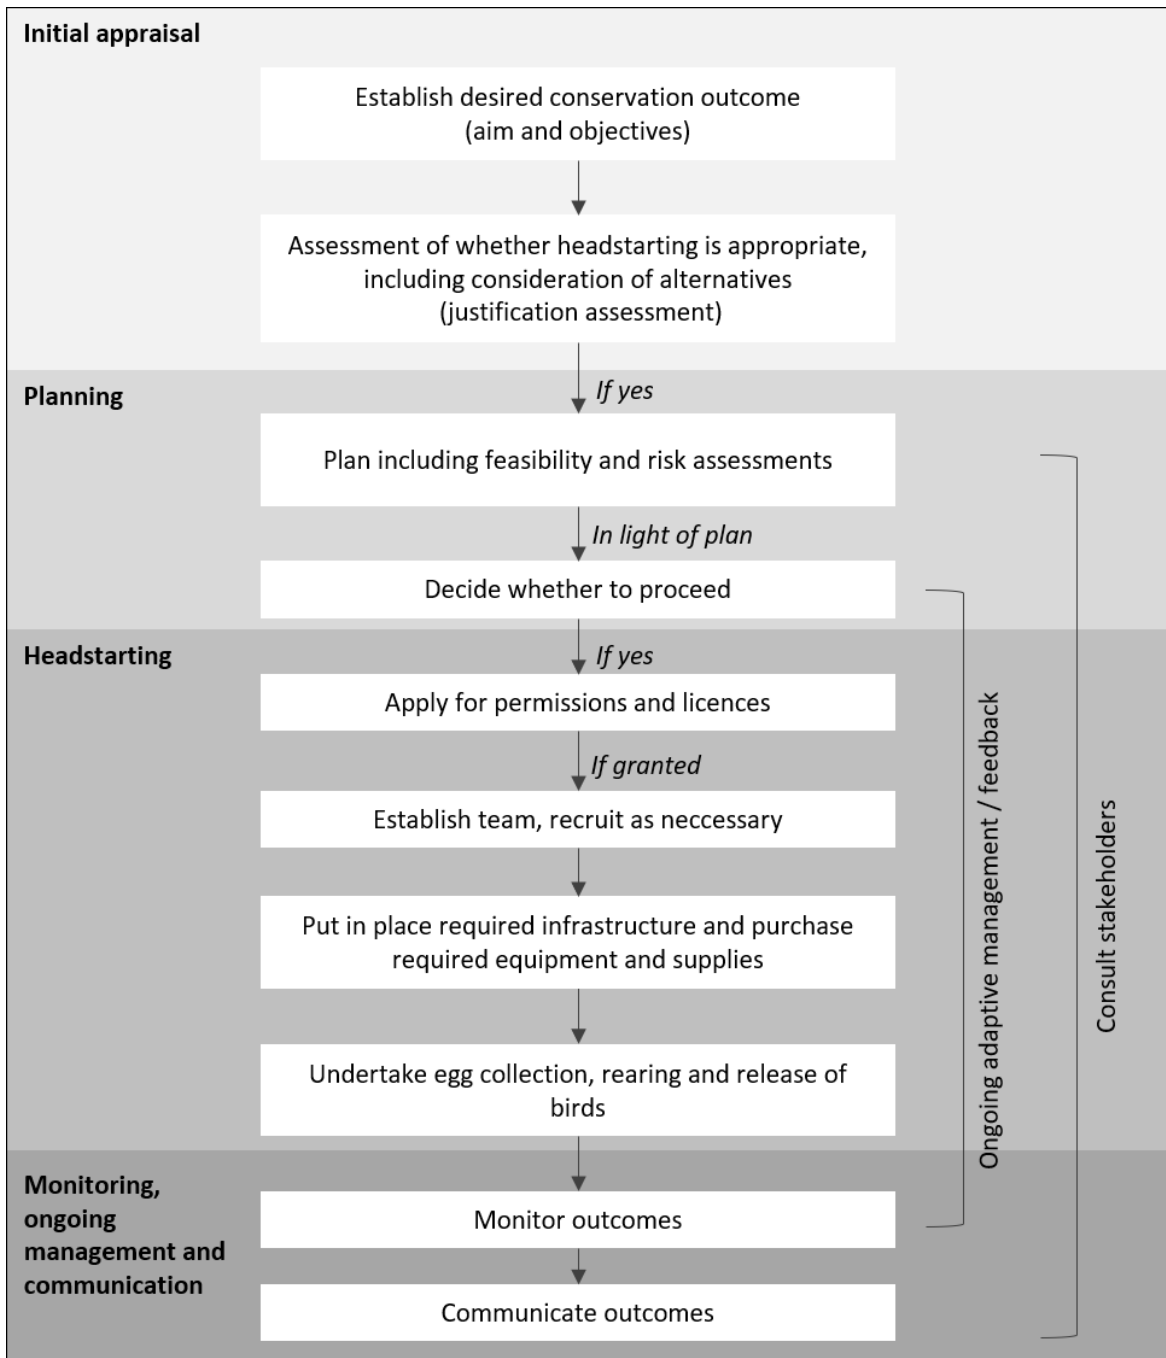 Initial appraisal
Establish desired conservation outcome
(aim and objectives)
Assessment of whether headstarting is appropriate,
including consideration of alternatives
(justification assessment)
Planning
If yes
Plan including feasibility and risk assessments
In light of plan
Decide whether to proceed
Headstarting
If yes
Apply for permissions and licences
If granted
Establish team, recruit as neccessary
Put in place required infrastructure and purchase
required equipment and supplies
Undertake egg collection, rearing and release of
birds
Monitoring,
ongoing
management and
communication
Monitor outcomes
Communicate outcomes
Ongoing adaptive management / feedback
Consult stakeholders